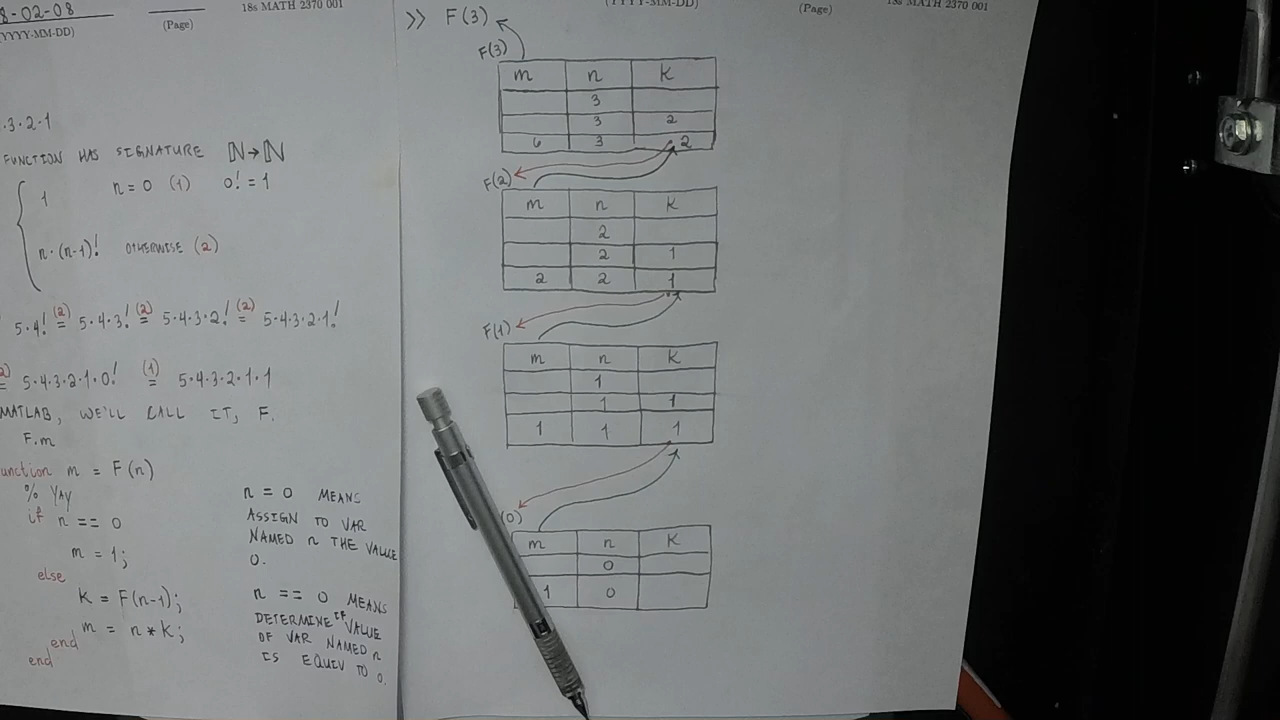 8-02-08
YYYY-MM-DD)
(Page)
18s MATH 2370 001
.3.2.1
FUNCTION HAS SIGNATURE ℕ→ℕ
{ 1 n = 0 (1) 0! = 1
n·(n-1)! OTHERWISE (2)
5·4! (2)= 5·4·3! (2)= 5·4·3·2! (2)= 5·4·3·2·1!
2)= 5·4·3·2·1·0! (1)= 5·4·3·2·1·1
MATLAB, WE'LL CALL IT, F.
F.m
unction m = F(n)
% YAY
if n == 0
m = 1;
else
k = F(n-1);
m = n * k;
end
end
n = 0 MEANS
ASSIGN TO VAR
NAMED n THE VALUE
0.
n == 0 MEANS
DETERMINE IF VALUE
OF VAR NAMED n
IS EQUIV TO 0.
(YYYY-MM-DD)
(Page)
18s MATH 2370 001
>> F(3)
F(3)
m n k
3
3 2
6 3 2
F(2)
m n k
2
2 1
2 2 1
F(1)
m n k
1
1 1
1 1 1
(0)
m n k
0
1 0